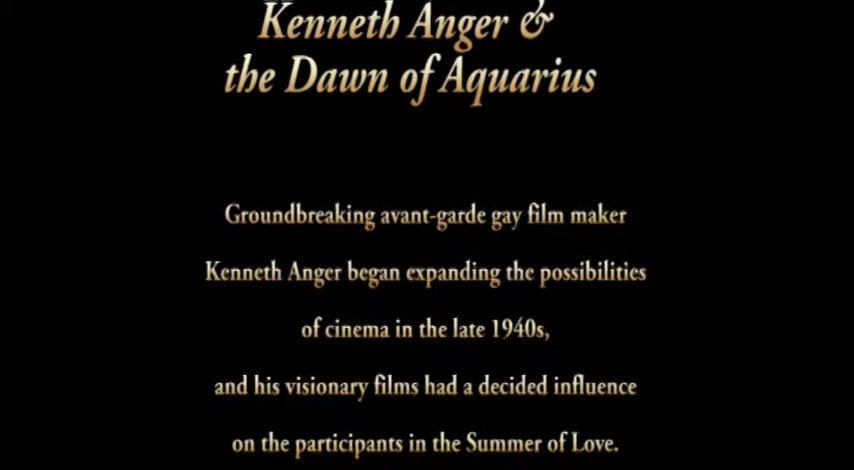 Kenneth Anger &
the Dawn of Aquarius
Groundbreaking avant-garde gay film maker
Kenneth Anger began expanding the possibilities
of cinema in the late 1940s,
and his visionary films had a decided influence
on the participants in the Summer of Love.